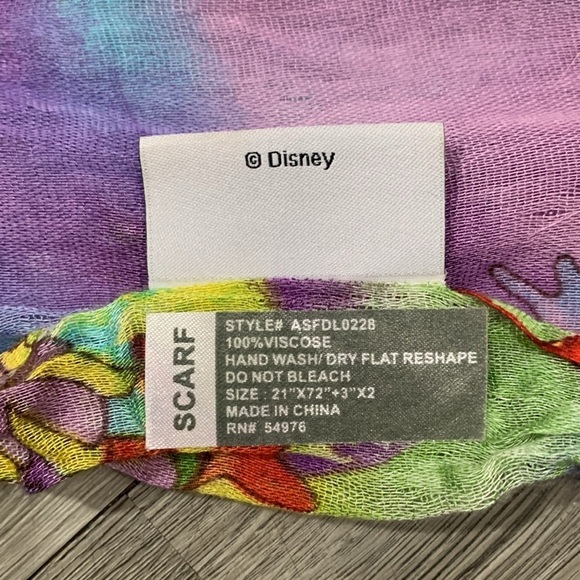 © Disney
SCARF
STYLE# ASFDL0228
100%VISCOSE
HAND WASH/ DRY FLAT RESHAPE
DO NOT BLEACH
SIZE : 21"X72"+3"X2
MADE IN CHINA
RN# 54976